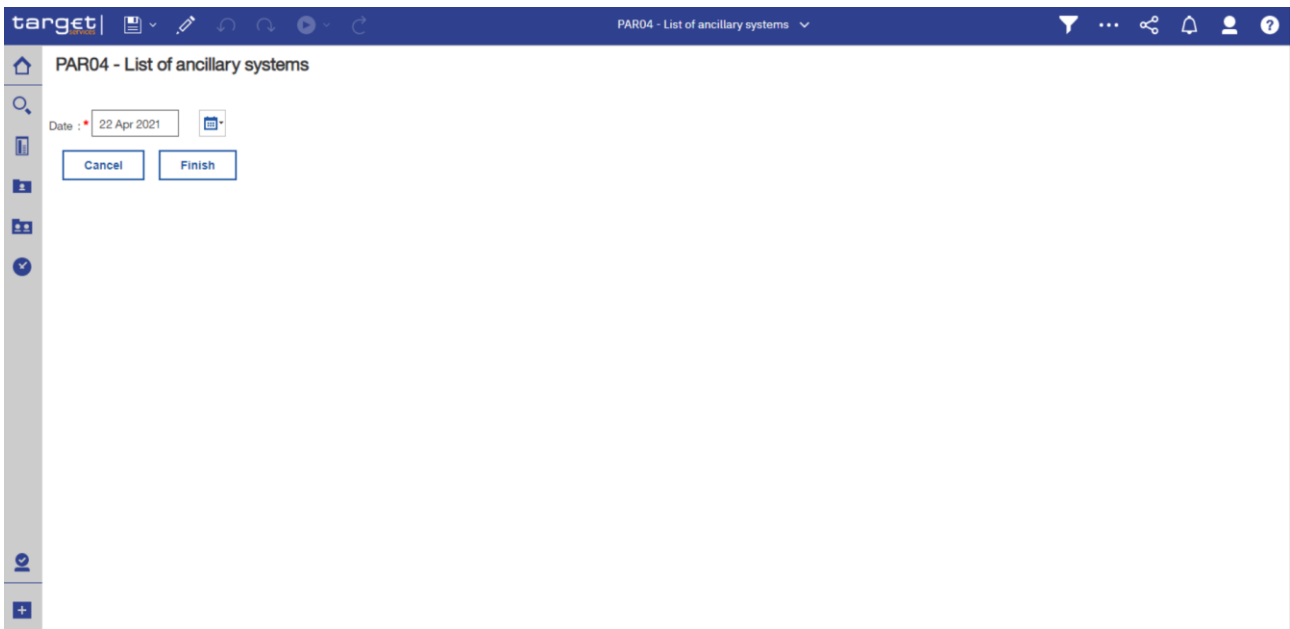 target| PAR04 - List of ancillary systems
services
PAR04 - List of ancillary systems
Date : * 22 Apr 2021
Cancel Finish